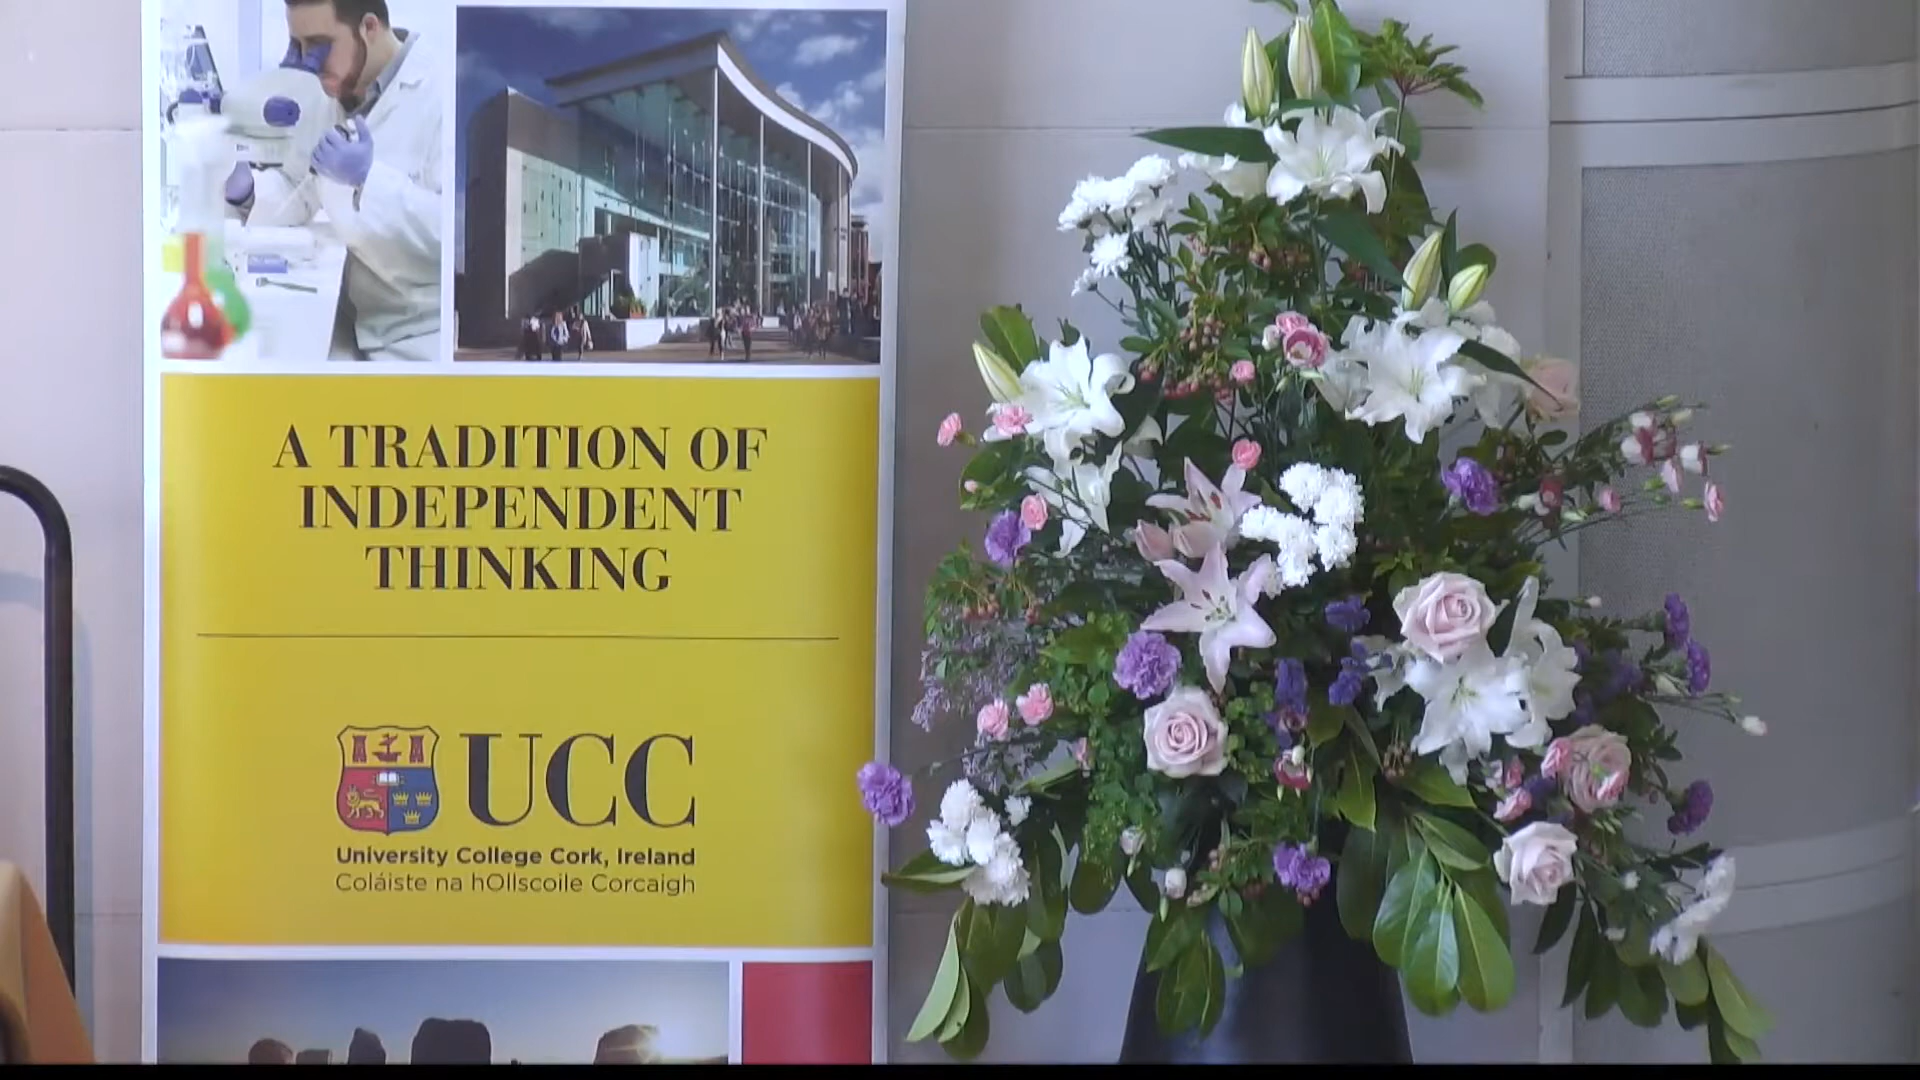 A TRADITION OF
INDEPENDENT
THINKING
UCC
University College Cork, Ireland
Coláiste na hOllscoile Corcaigh